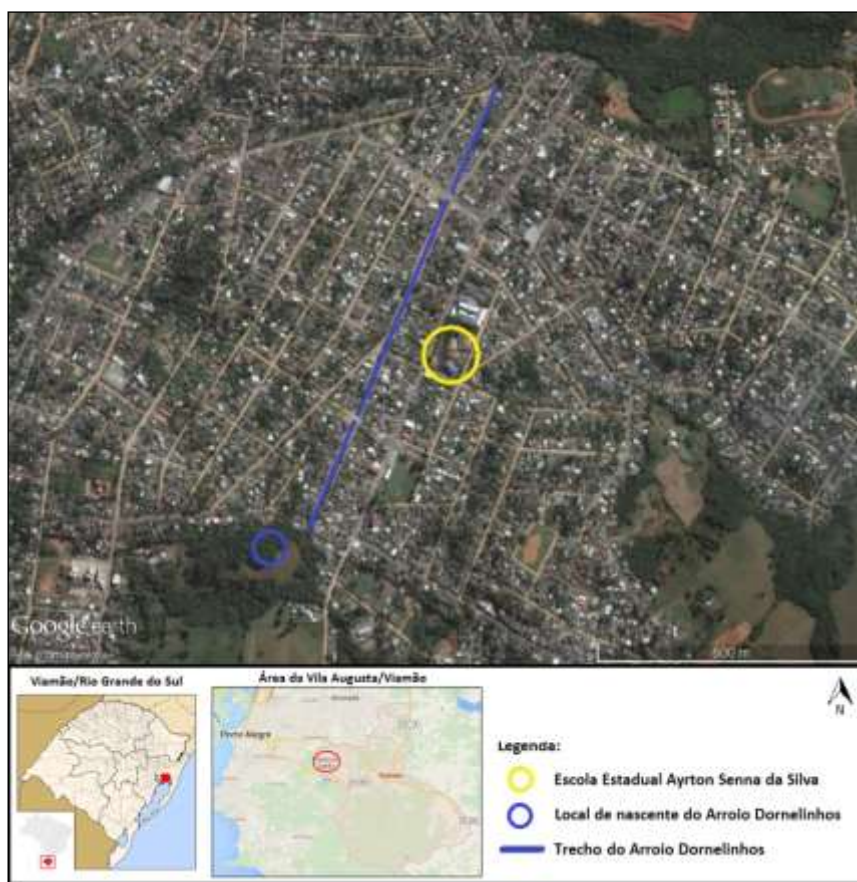 Google earth
600 m
Viamão/Rio Grande do Sul
Área da Vila Augusta/Viamão
Porto Alegre
N
Legenda:
Escola Estadual Ayrton Senna da Silva
Local de nascente do Arroio Dornelinhos
Trecho do Arroio Dornelinhos